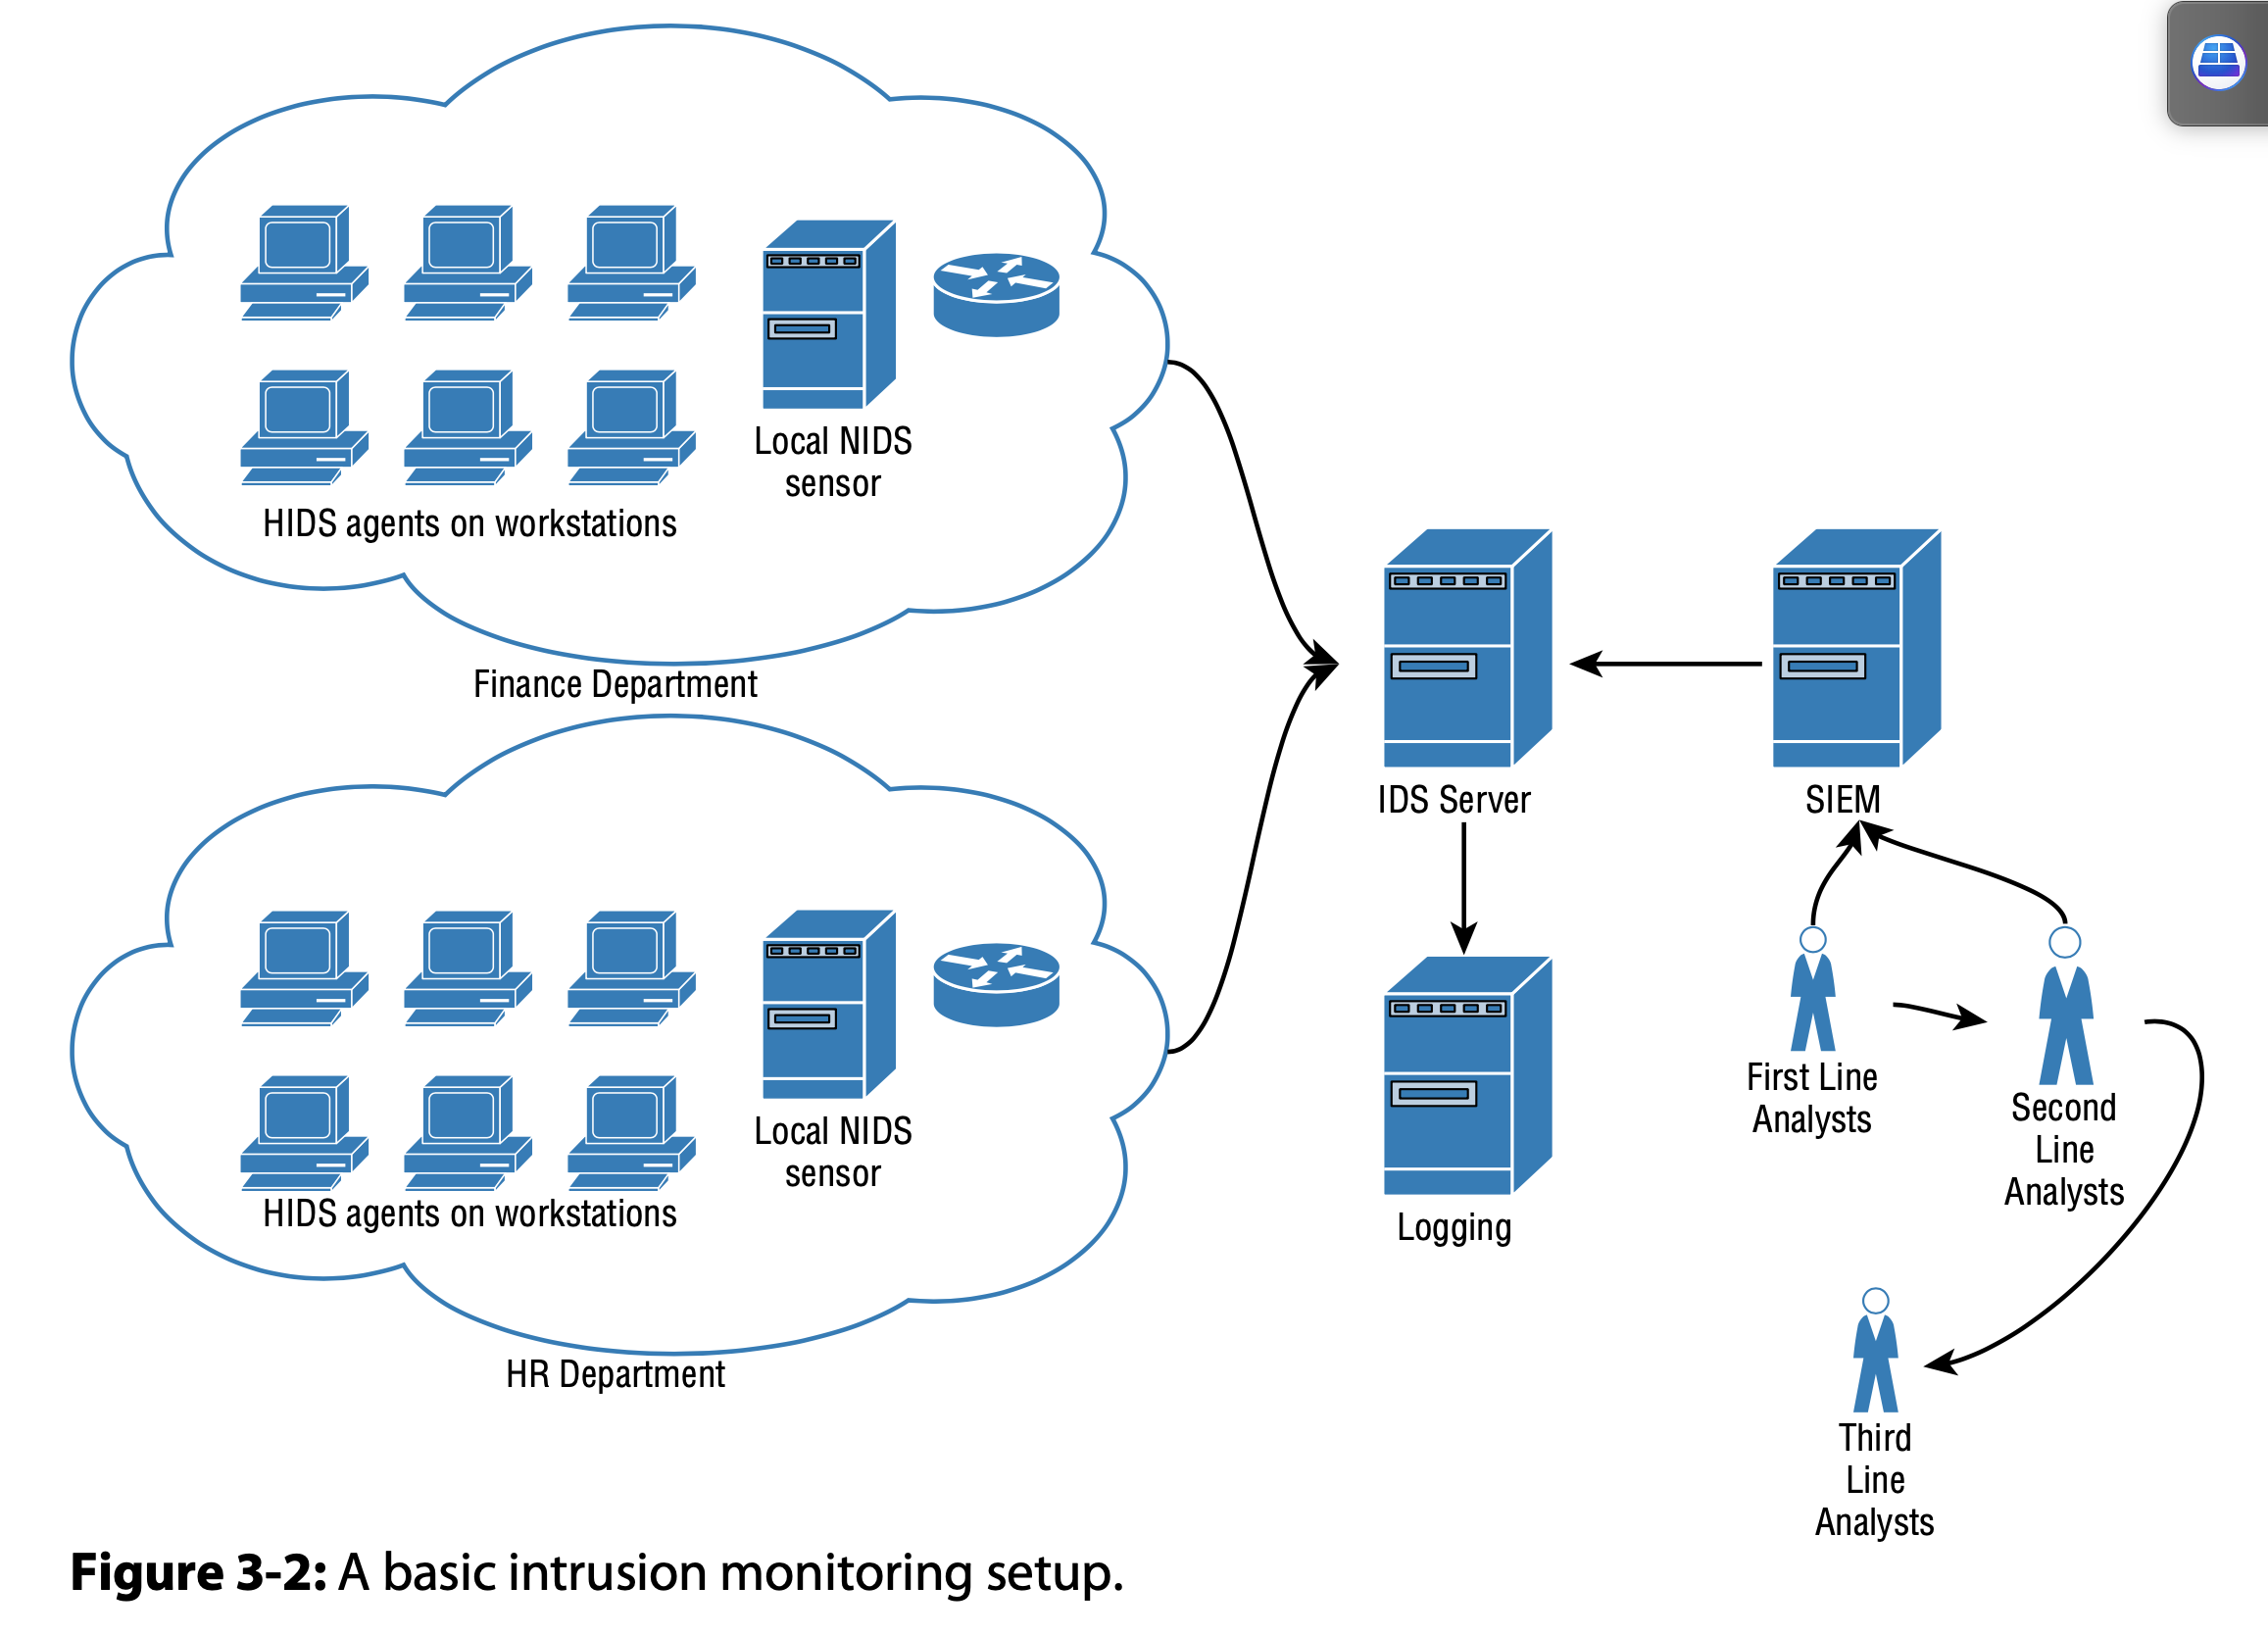 Local NIDS
sensor
HIDS agents on workstations
Finance Department
Local NIDS
sensor
HIDS agents on workstations
HR Department
IDS Server
SIEM
Logging
First Line
Analysts
Second
Line
Analysts
Third
Line
Analysts
Figure 3-2: A basic intrusion monitoring setup.